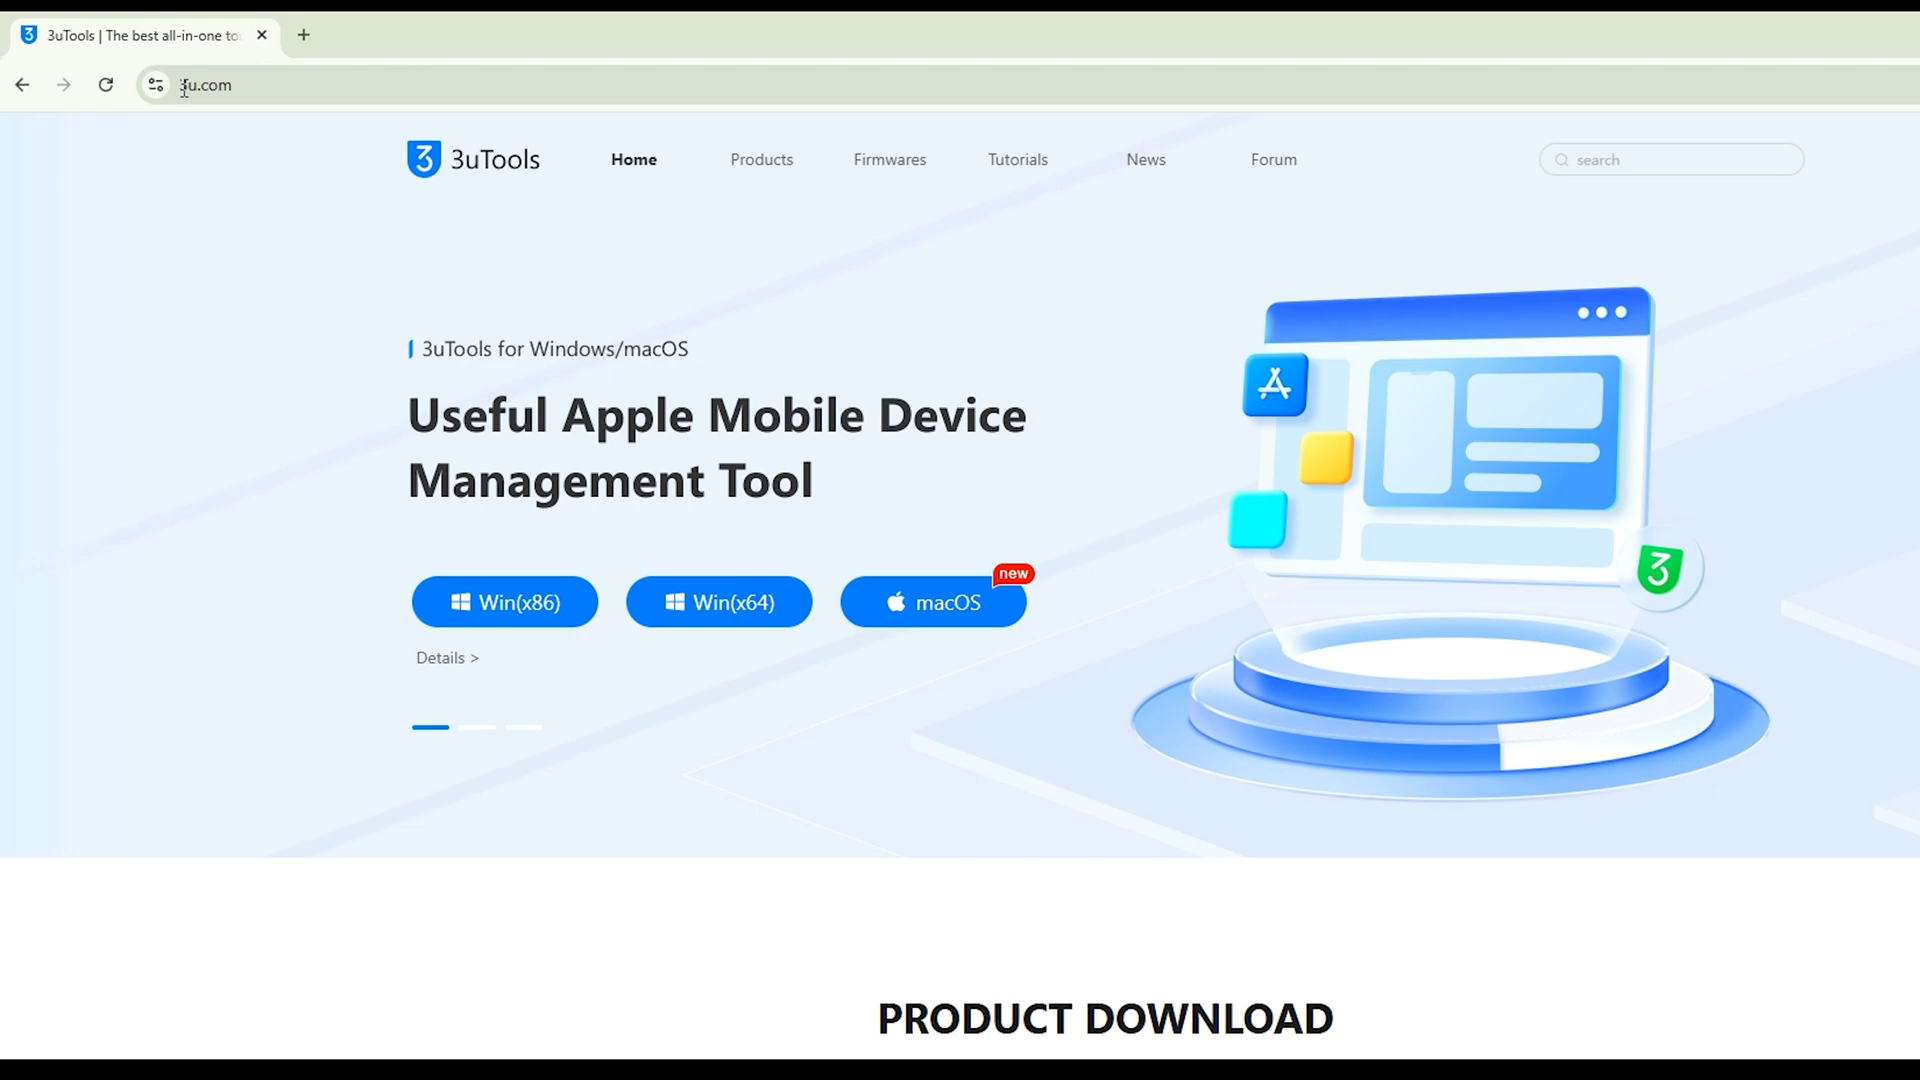 3uTools | The best all-in-one to
3u.com
3uTools
Home
Products
Firmwares
Tutorials
News
Forum
search
3uTools for Windows/macOS
Useful Apple Mobile Device
Management Tool
Win(x86)
Win(x64)
macOS
new
Details >
PRODUCT DOWNLOAD